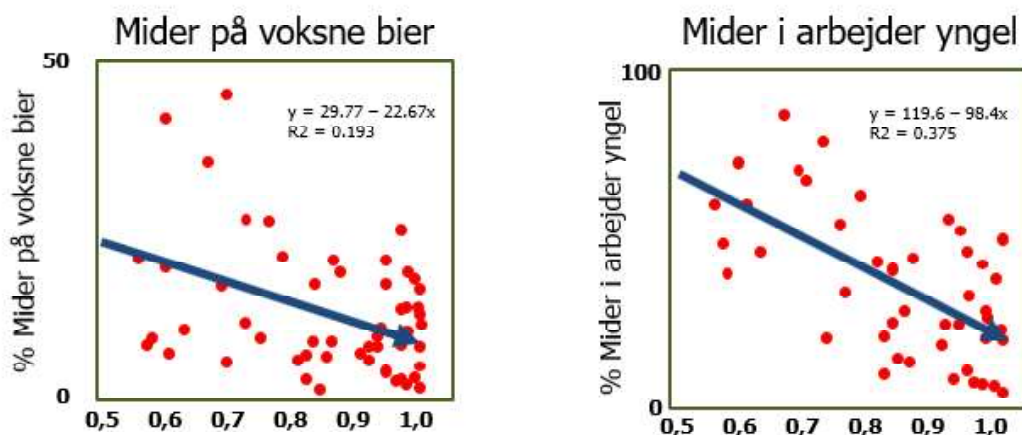 Mider på voksne bier
50
% Mider på voksne bier
y = 29.77 – 22.67x
R2 = 0.193
0
0,5 0,6 0,7 0,8 0,9 1,0
Mider i arbejder yngel
100
% Mider i arbejder yngel
y = 119.6 – 98.4x
R2 = 0.375
0
0,5 0,6 0,7 0,8 0,9 1,0